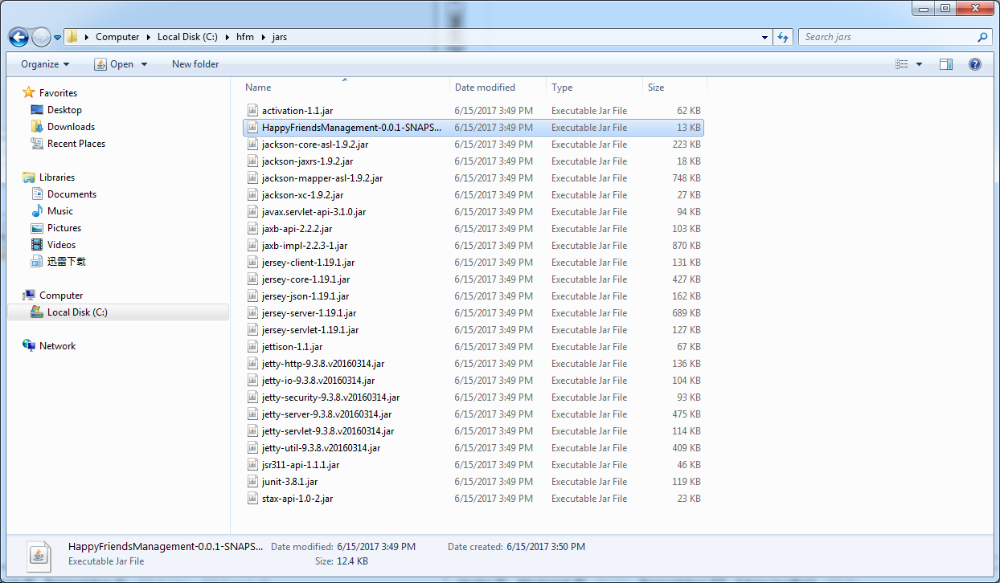 Computer Local Disk (C:) hfm jars Search jars
Organize Open New folder
Favorites
Desktop
Downloads
Recent Places
Libraries
Documents
Music
Pictures
Videos
迅雷下载
Computer
Local Disk (C:)
Network
Name Date modified Type Size
activation-1.1.jar 6/15/2017 3:49 PM Executable Jar File 62 KB
HappyFriendsManagement-0.0.1-SNAPS... 6/15/2017 3:49 PM Executable Jar File 13 KB
jackson-core-asl-1.9.2.jar 6/15/2017 3:49 PM Executable Jar File 223 KB
jackson-jaxrs-1.9.2.jar 6/15/2017 3:49 PM Executable Jar File 18 KB
jackson-mapper-asl-1.9.2.jar 6/15/2017 3:49 PM Executable Jar File 748 KB
jackson-xc-1.9.2.jar 6/15/2017 3:49 PM Executable Jar File 27 KB
javax.servlet-api-3.1.0.jar 6/15/2017 3:49 PM Executable Jar File 94 KB
jaxb-api-2.2.2.jar 6/15/2017 3:49 PM Executable Jar File 103 KB
jaxb-impl-2.2.3-1.jar 6/15/2017 3:49 PM Executable Jar File 870 KB
jersey-client-1.19.1.jar 6/15/2017 3:49 PM Executable Jar File 131 KB
jersey-core-1.19.1.jar 6/15/2017 3:49 PM Executable Jar File 427 KB
jersey-json-1.19.1.jar 6/15/2017 3:49 PM Executable Jar File 162 KB
jersey-server-1.19.1.jar 6/15/2017 3:49 PM Executable Jar File 689 KB
jersey-servlet-1.19.1.jar 6/15/2017 3:49 PM Executable Jar File 127 KB
jettison-1.1.jar 6/15/2017 3:49 PM Executable Jar File 67 KB
jetty-http-9.3.8.v20160314.jar 6/15/2017 3:49 PM Executable Jar File 136 KB
jetty-io-9.3.8.v20160314.jar 6/15/2017 3:49 PM Executable Jar File 104 KB
jetty-security-9.3.8.v20160314.jar 6/15/2017 3:49 PM Executable Jar File 93 KB
jetty-server-9.3.8.v20160314.jar 6/15/2017 3:49 PM Executable Jar File 475 KB
jetty-servlet-9.3.8.v20160314.jar 6/15/2017 3:49 PM Executable Jar File 114 KB
jetty-util-9.3.8.v20160314.jar 6/15/2017 3:49 PM Executable Jar File 409 KB
jsr311-api-1.1.1.jar 6/15/2017 3:49 PM Executable Jar File 46 KB
junit-3.8.1.jar 6/15/2017 3:49 PM Executable Jar File 119 KB
stax-api-1.0-2.jar 6/15/2017 3:49 PM Executable Jar File 23 KB
HappyFriendsManagement-0.0.1-SNAPS... Date modified: 6/15/2017 3:49 PM Date created: 6/15/2017 3:50 PM
Executable Jar File Size: 12.4 KB